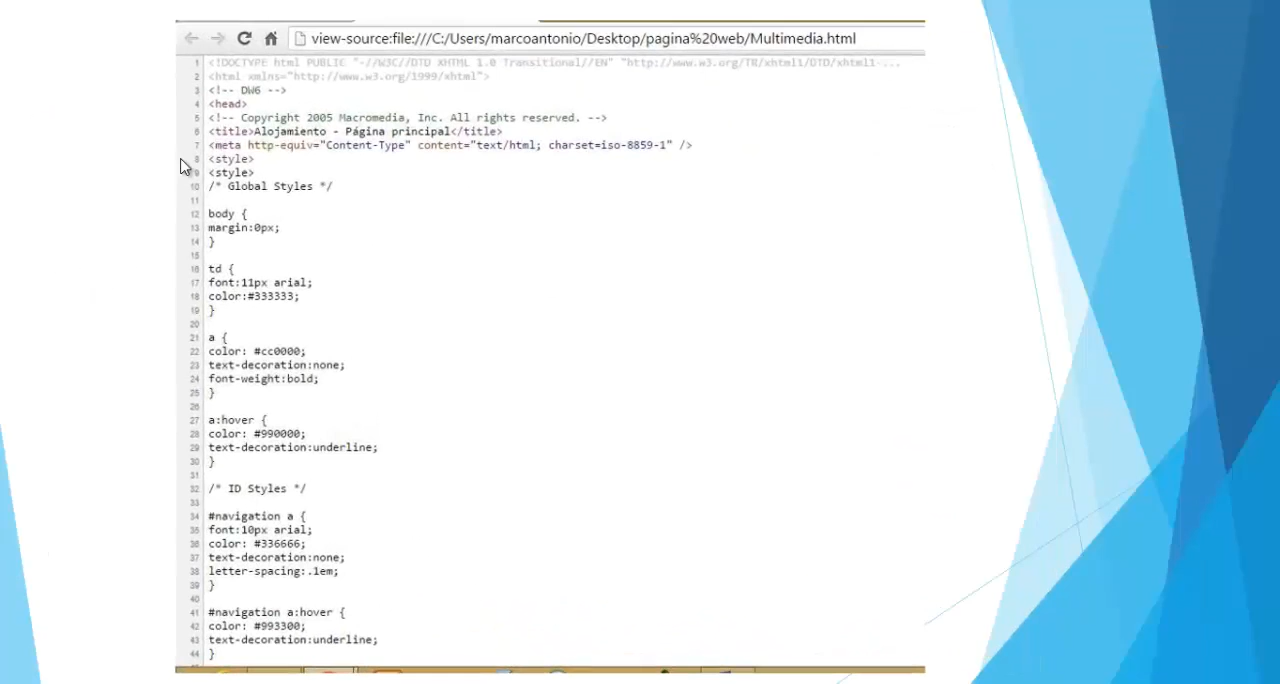 view-source:file:///C:/Users/marcoantonio/Desktop/pagina%20web/Multimedia.html
1 <!DOCTYPE html PUBLIC "-//W3C//DTD XHTML 1.0 Transitional//EN" "http://www.w3.org/TR/xhtml1/DTD/xhtml1-...
2 <html xmlns="http://www.w3.org/1999/xhtml">
3 <!-- DW6 -->
4 <head>
5 <!-- Copyright 2005 Macromedia, Inc. All rights reserved. -->
6 <title>Alojamiento - Página principal</title>
7 <meta http-equiv="Content-Type" content="text/html; charset=iso-8859-1" />
8 <style>
9 <style>
10 /* Global Styles */
11
12 body {
13 margin:0px;
14 }
15
16 td {
17 font:11px arial;
18 color:#333333;
19 }
20
21 a {
22 color: #cc0000;
23 text-decoration:none;
24 font-weight:bold;
25 }
26
27 a:hover {
28 color: #990000;
29 text-decoration:underline;
30 }
31
32 /* ID Styles */
33
34 #navigation a {
35 font:10px arial;
36 color: #336666;
37 text-decoration:none;
38 letter-spacing:.1em;
39 }
40
41 #navigation a:hover {
42 color: #993300;
43 text-decoration:underline;
44 }